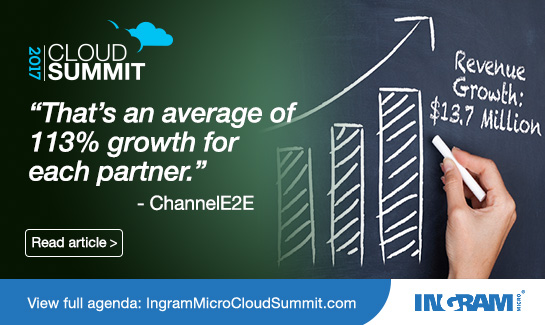 2017
CLOUD
SUMMIT
“That’s an average of
113% growth for
each partner.”
- ChannelE2E
Read article >
Revenue
Growth:
$13.7 Million
View full agenda: IngramMicroCloudSummit.com
INGRAM MICRO®